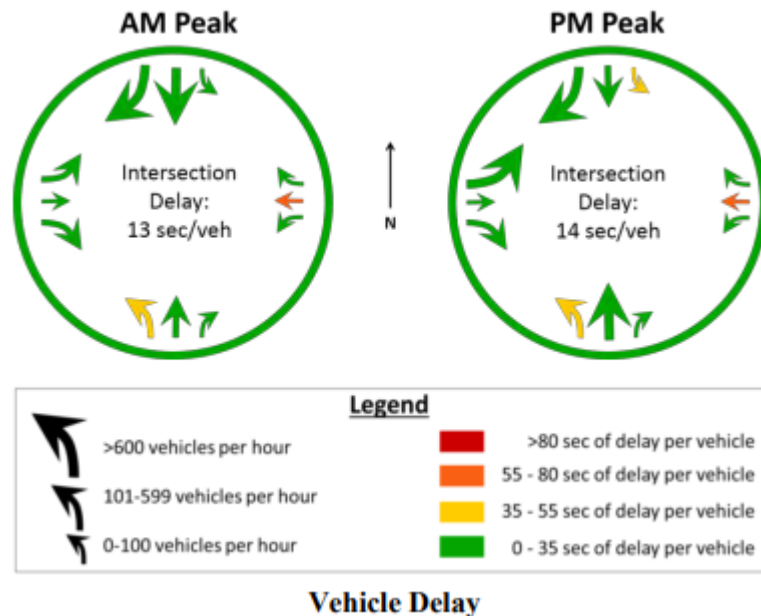 AM Peak
PM Peak
Intersection
Delay:
13 sec/veh
N
Intersection
Delay:
14 sec/veh
Legend
>600 vehicles per hour
101-599 vehicles per hour
0-100 vehicles per hour
>80 sec of delay per vehicle
55 - 80 sec of delay per vehicle
35 - 55 sec of delay per vehicle
0 - 35 sec of delay per vehicle
Vehicle Delay